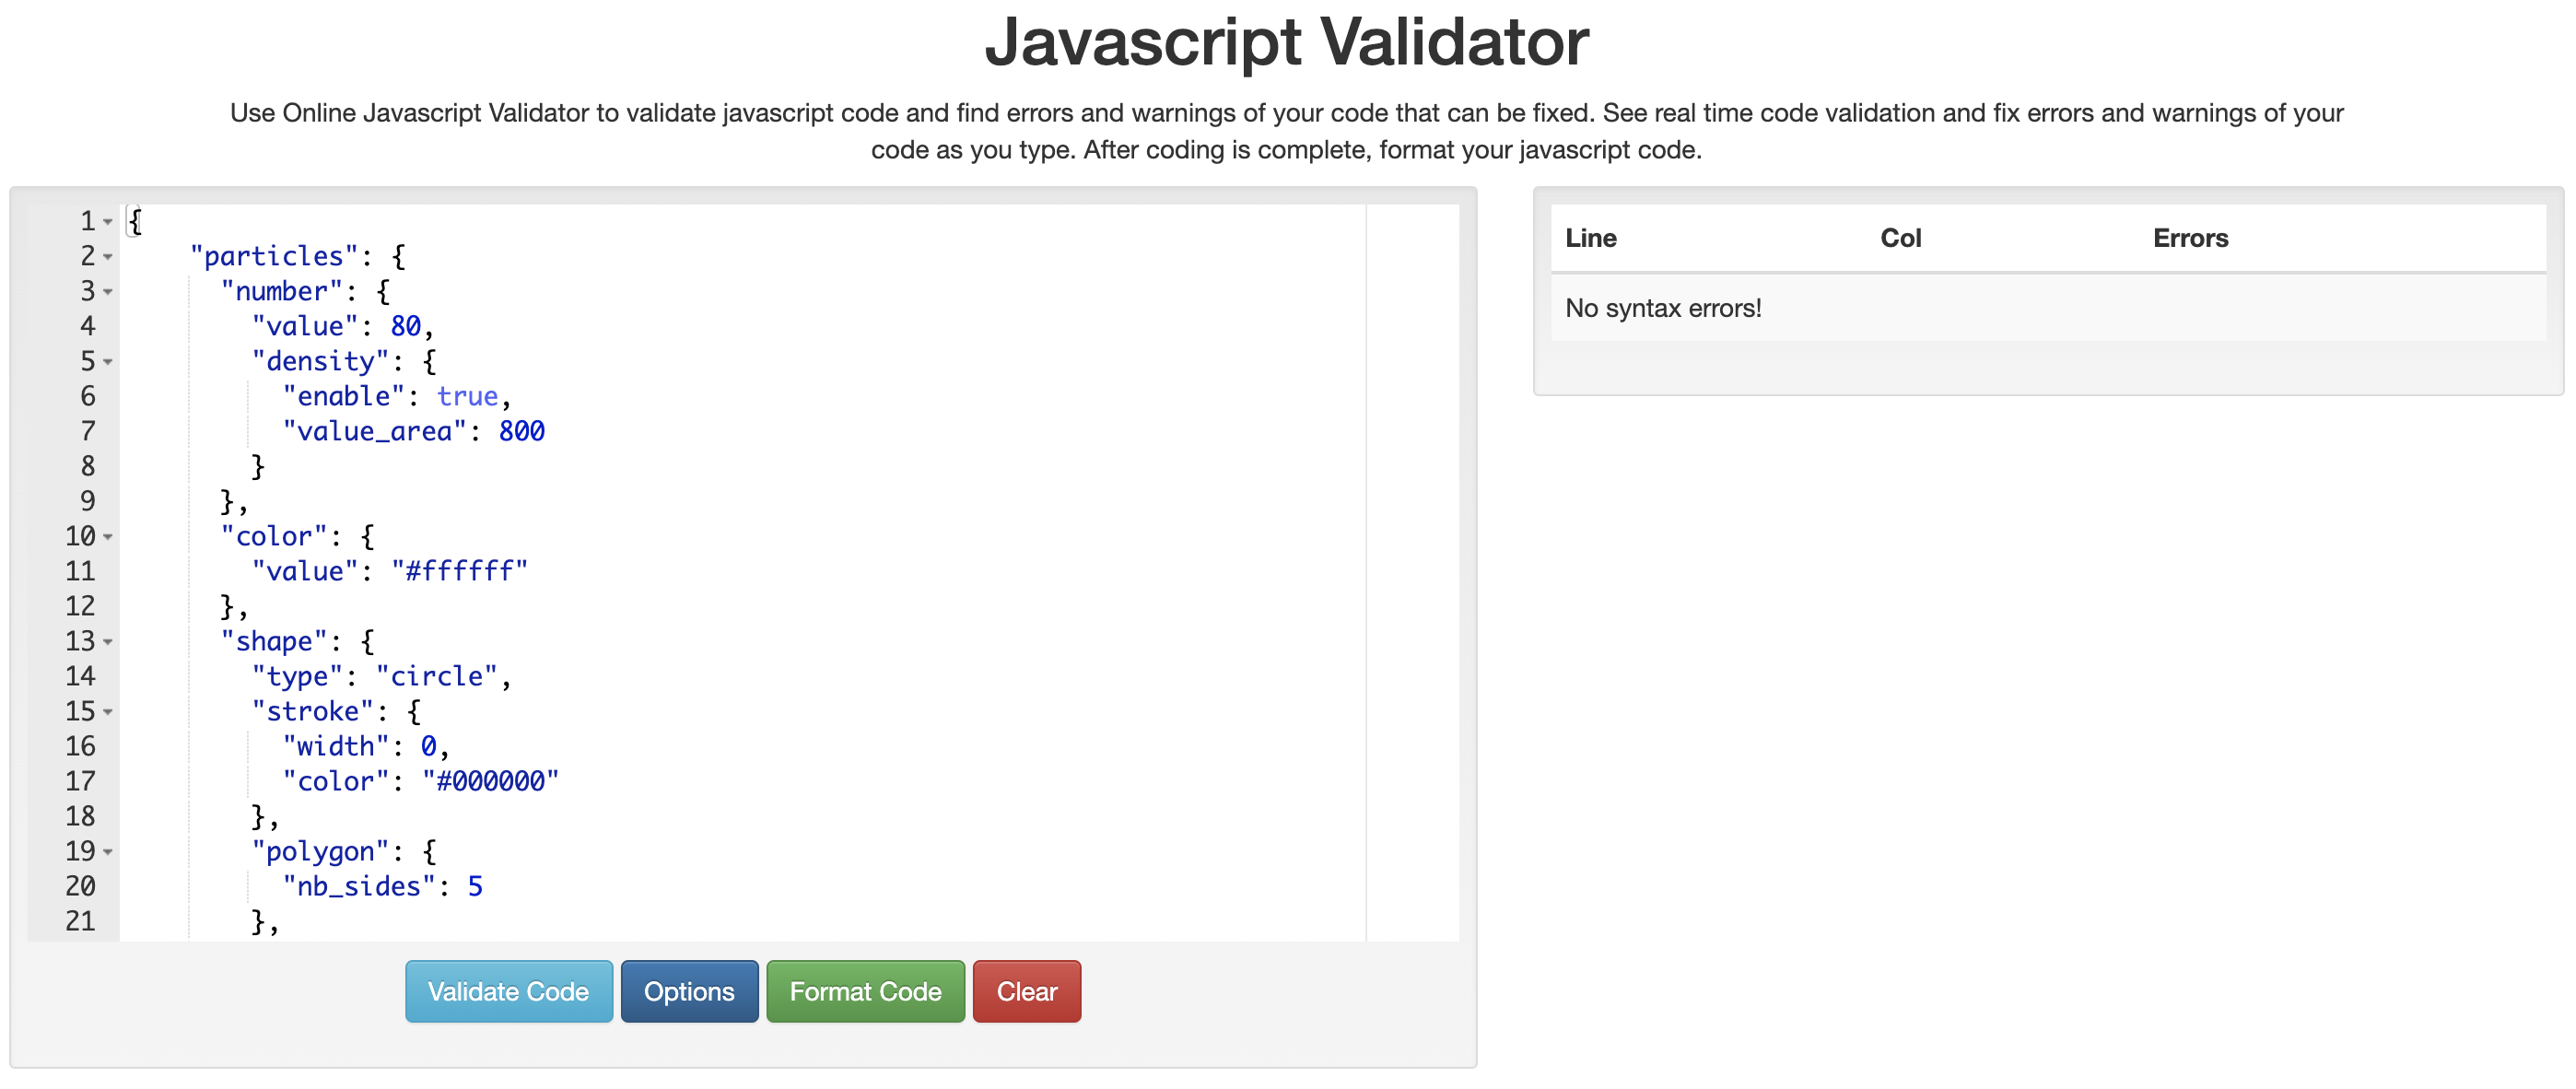 Javascript Validator
Use Online Javascript Validator to validate javascript code and find errors and warnings of your code that can be fixed. See real time code validation and fix errors and warnings of your
code as you type. After coding is complete, format your javascript code.
1 {
2 "particles": {
3 "number": {
4 "value": 80,
5 "density": {
6 "enable": true,
7 "value_area": 800
8 }
9 },
10 "color": {
11 "value": "#ffffff"
12 },
13 "shape": {
14 "type": "circle",
15 "stroke": {
16 "width": 0,
17 "color": "#000000"
18 },
19 "polygon": {
20 "nb_sides": 5
21 },
Validate Code Options Format Code Clear
Line Col Errors
No syntax errors!